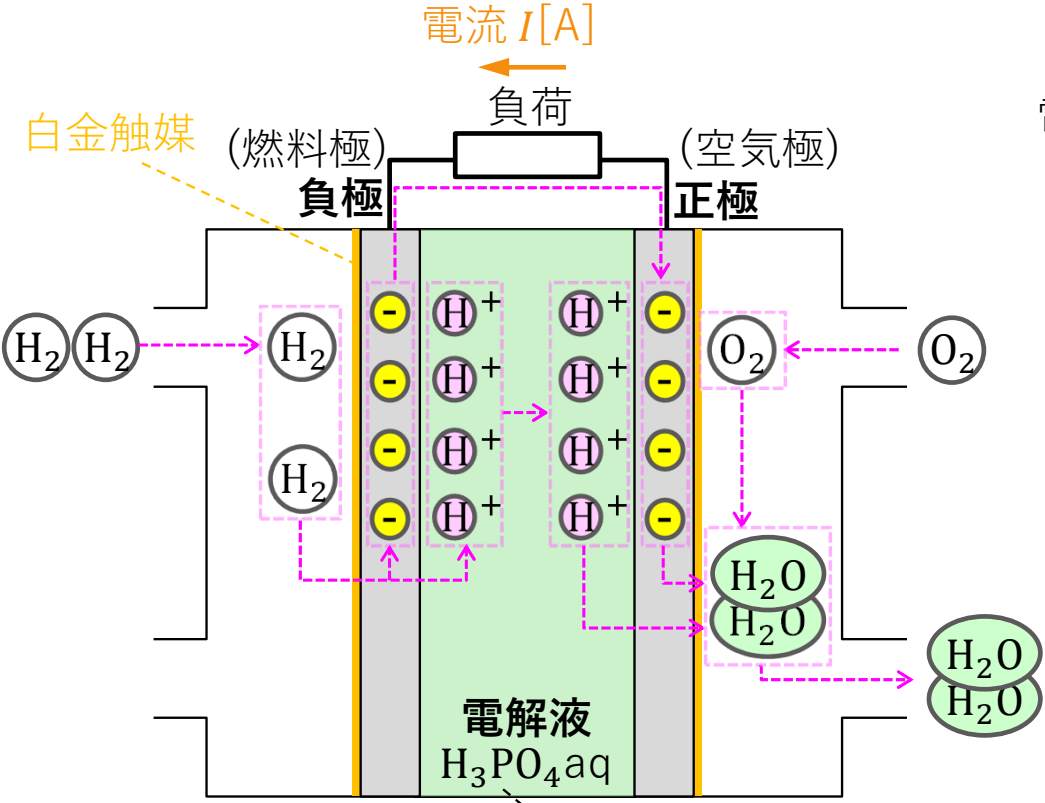 電流 I[A]
負荷
白金触媒
(燃料極)
(空気極)
負極
正極
- H⁺ H⁺ -
H₂ H₂ H₂ O₂ O₂
- H⁺ H⁺ -
- H⁺ H⁺ -
H₂
- H⁺ H⁺ -
H₂O
H₂O
H₂O
H₂O
電解液
H₃PO₄aq